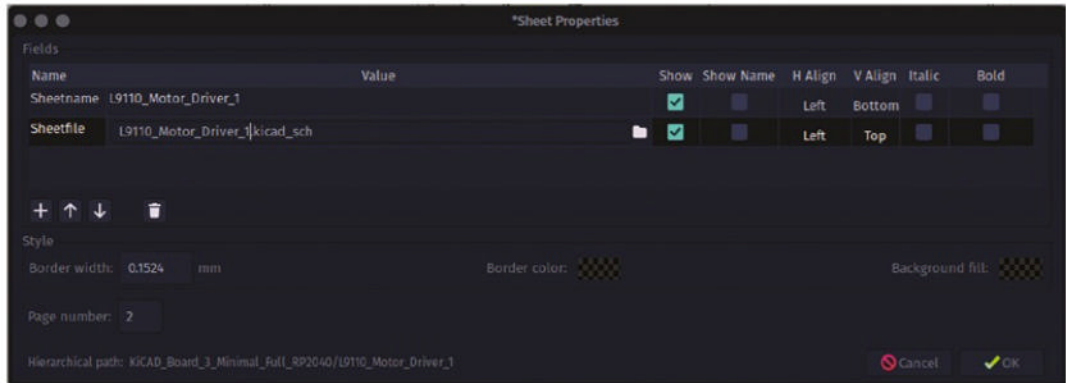 *Sheet Properties
Fields
Name Value Show Show Name H Align V Align Italic Bold
Sheetname L9110_Motor_Driver_1 Left Bottom
Sheetfile L9110_Motor_Driver_1.kicad_sch Left Top
Style
Border width: 0.1524 mm Border color: Background fill:
Page number: 2
Hierarchical path: KiCAD_Board_3_Minimal_Full_RP2040/L9110_Motor_Driver_1 Cancel OK